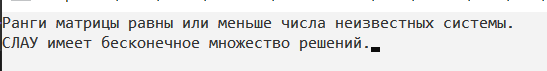 Ранги матрицы равны или меньше числа неизвестных системы.
СЛАУ имеет бесконечное множество решений.